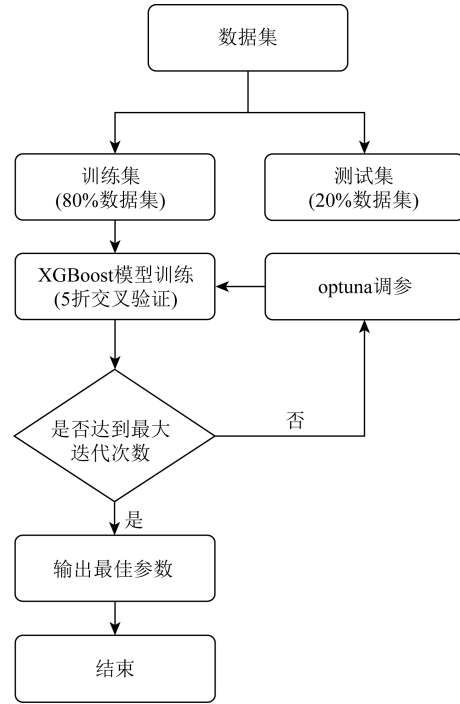 数据集
训练集
(80%数据集)
测试集
(20%数据集)
XGBoost模型训练
(5折交叉验证)
optuna调参
是否达到最大
迭代次数
否
是
输出最佳参数
结束